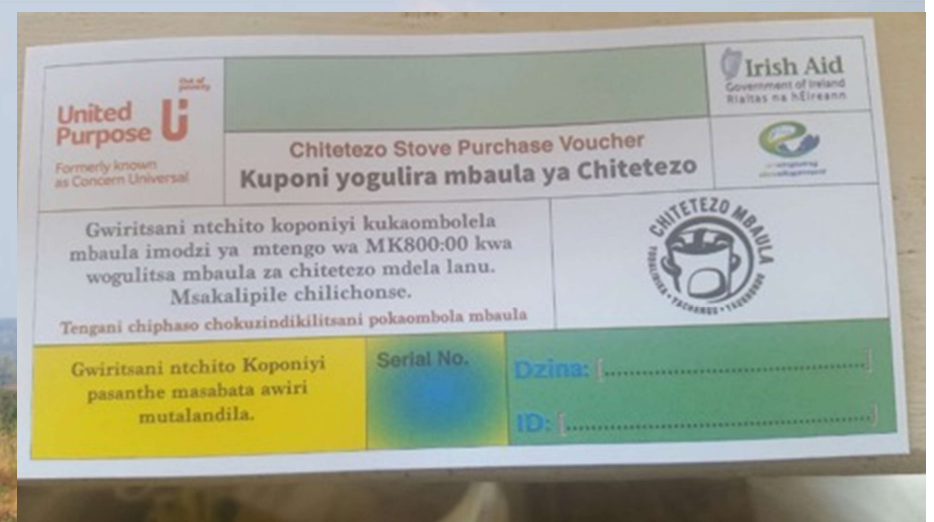 United
Purpose
Out of
poverty
Formerly known
as Concern Universal
Irish Aid
Government of Ireland
Rialtas na hÉireann
Chitetezo Stove Purchase Voucher
Kuponi yogulira mbaula ya Chitetezo
Gwiritsani ntchito koponiyi kukaombolela
mbaula imodzi ya mtengo wa MK800:00 kwa
wogulitsa mbaula za chitetezo mdela lanu.
Msakalipile chilichonse.
Tengani chiphaso chokuzindikilitsani pokaombola mbaula
CHITETEZO MBAULA
Gwiritsani ntchito Koponiyi
pasanthe masabata awiri
mutalandila.
Serial No.
Dzina: [..........................................]
ID: [................................................]